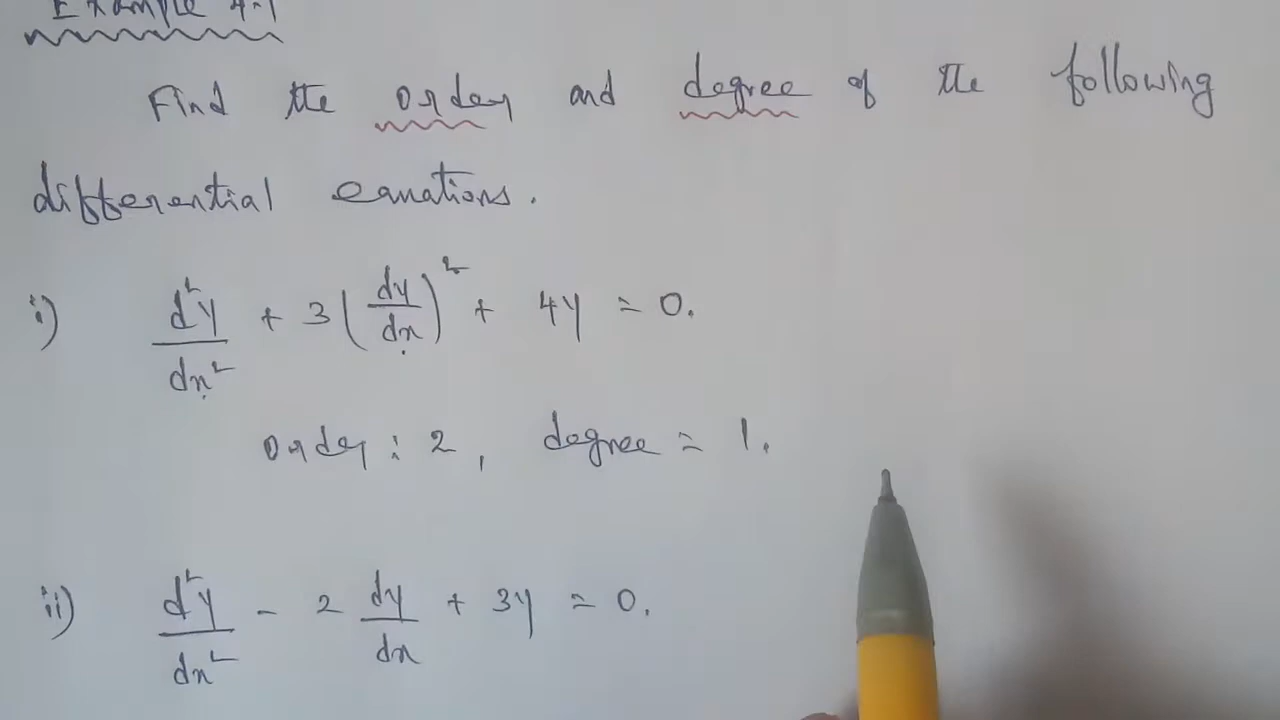 Example 4.1
Find the order and degree of the following
differential equations.
i) d²y/dx² + 3(dy/dx)² + 4y = 0.
order : 2, degree = 1.
ii) d²y/dx² - 2 dy/dx + 3y = 0.